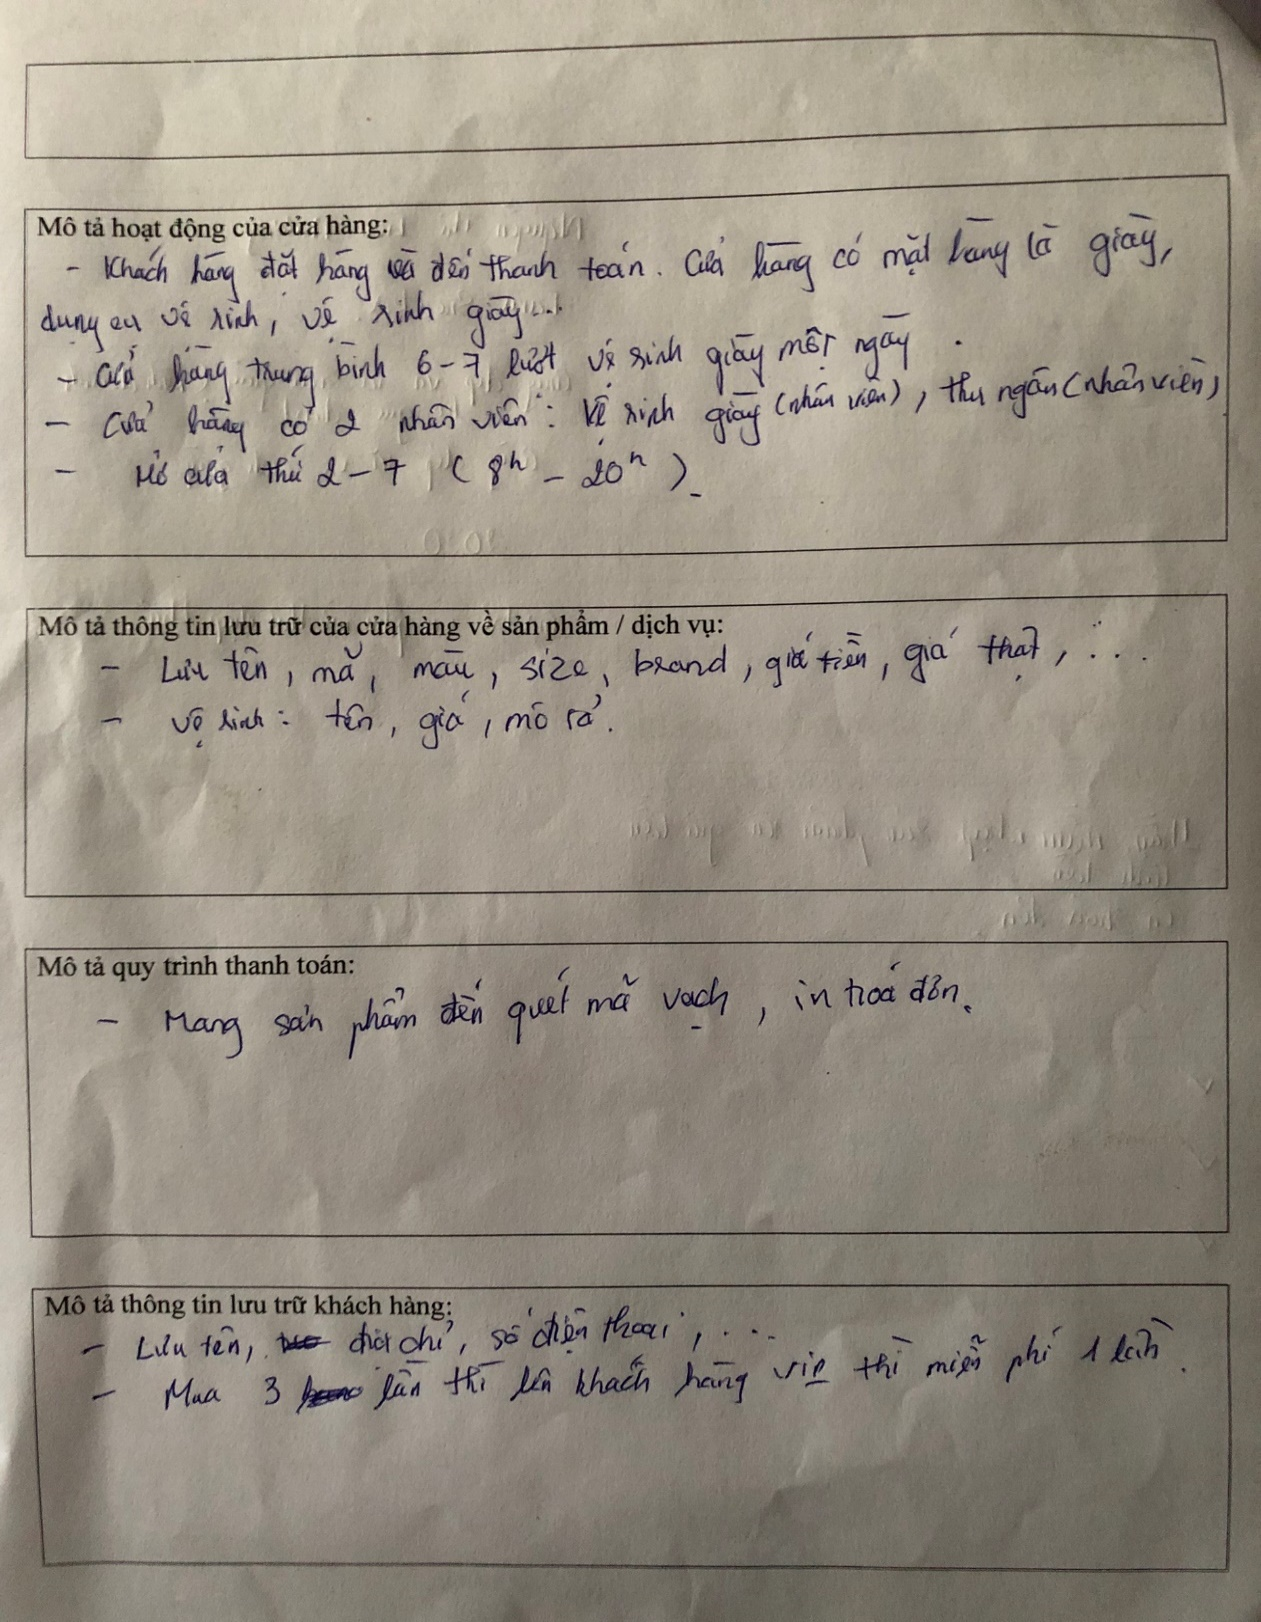 Mô tả hoạt động của cửa hàng:
- Khách hàng đặt hàng và đến thanh toán. Cửa hàng có mặt hàng là giày,
dụng cụ vệ sinh, vệ sinh giày...
- Cửa hàng trung bình 6-7 lượt vệ sinh giày một ngày.
- Cửa hàng có 2 nhân viên: Vệ sinh giày (nhân viên), thu ngân (nhân viên)
- Mở cửa thứ 2-7 (8h - 20h).
Mô tả thông tin lưu trữ của cửa hàng về sản phẩm / dịch vụ:
- Lưu tên, mã, màu, size, brand, giá tiền, giá thật, ...
- Vệ sinh: tên, giá, mô tả.
Mô tả quy trình thanh toán:
- Mang sản phẩm đến quét mã vạch, in hoá đơn.
Mô tả thông tin lưu trữ khách hàng:
- Lưu tên, địa chỉ, số điện thoại, ...
- Mua 3 lần thì lên khách hàng vip thì miễn phí 1 lần.